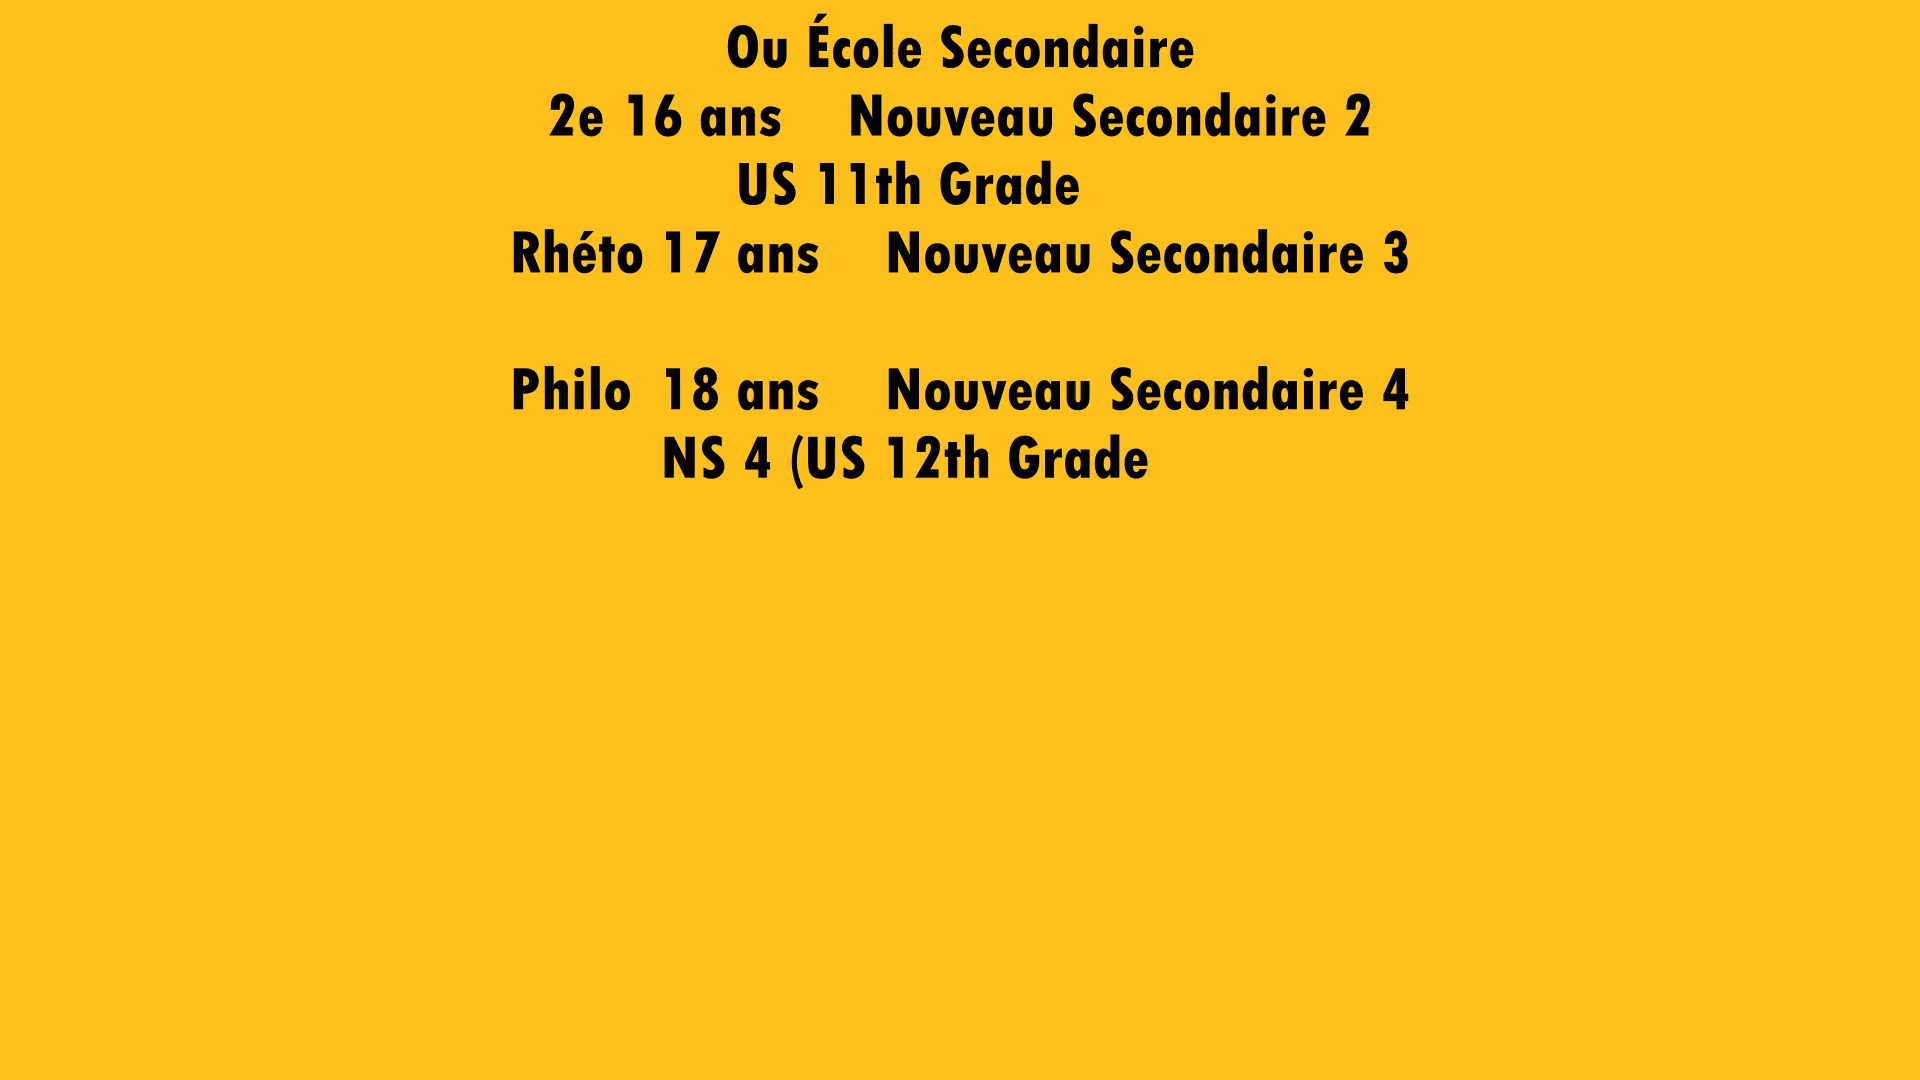 Ou École Secondaire
2e 16 ans    Nouveau Secondaire 2
US 11th Grade
Rhéto 17 ans    Nouveau Secondaire 3
Philo  18 ans    Nouveau Secondaire 4
NS 4 (US 12th Grade